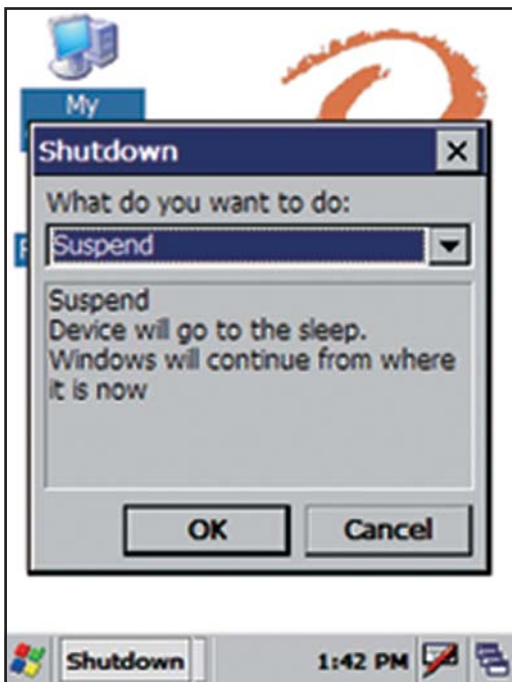 My
Shutdown
What do you want to do:
Suspend
Suspend
Device will go to the sleep.
Windows will continue from where
it is now
OK Cancel
Shutdown 1:42 PM